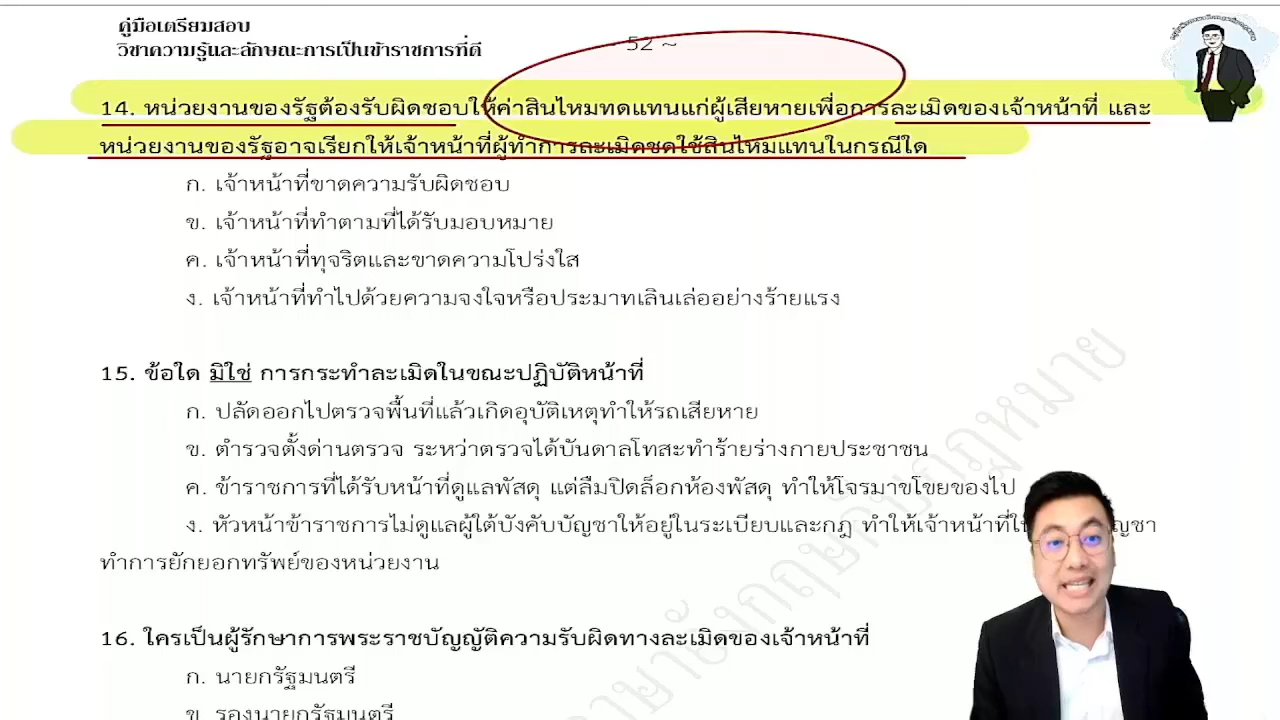 คู่มือเตรียมสอบ
วิชาความรู้และลักษณะการเป็นข้าราชการที่ดี
52 ~
14. หน่วยงานของรัฐต้องรับผิดชอบให้ค่าสินไหมทดแทนแก่ผู้เสียหายเพื่อการละเมิดของเจ้าหน้าที่ และ
หน่วยงานของรัฐอาจเรียกให้เจ้าหน้าที่ผู้ทำการละเมิดชดใช้สินไหมแทนในกรณีใด
ก. เจ้าหน้าที่ขาดความรับผิดชอบ
ข. เจ้าหน้าที่ทำตามที่ได้รับมอบหมาย
ค. เจ้าหน้าที่ทุจริตและขาดความโปร่งใส
ง. เจ้าหน้าที่ทำไปด้วยความจงใจหรือประมาทเลินเล่ออย่างร้ายแรง
15. ข้อใด มิใช่ การกระทำละเมิดในขณะปฏิบัติหน้าที่
ก. ปลัดออกไปตรวจพื้นที่แล้วเกิดอุบัติเหตุทำให้รถเสียหาย
ข. ตำรวจตั้งด่านตรวจ ระหว่าตรวจได้บันดาลโทสะทำร้ายร่างกายประชาชน
ค. ข้าราชการที่ได้รับหน้าที่ดูแลพัสดุ แต่ลืมปิดล็อกห้องพัสดุ ทำให้โจรมาขโยของไป
ง. หัวหน้าข้าราชการไม่ดูแลผู้ใต้บังคับบัญชาให้อยู่ในระเบียบและกฎ ทำให้เจ้าหน้าที่
ทำการยักยอกทรัพย์ของหน่วยงาน
16. ใครเป็นผู้รักษาการพระราชบัญญัติความรับผิดทางละเมิดของเจ้าหน้าที่
ก. นายกรัฐมนตรี
ข. รองนายกรัฐมนตรี